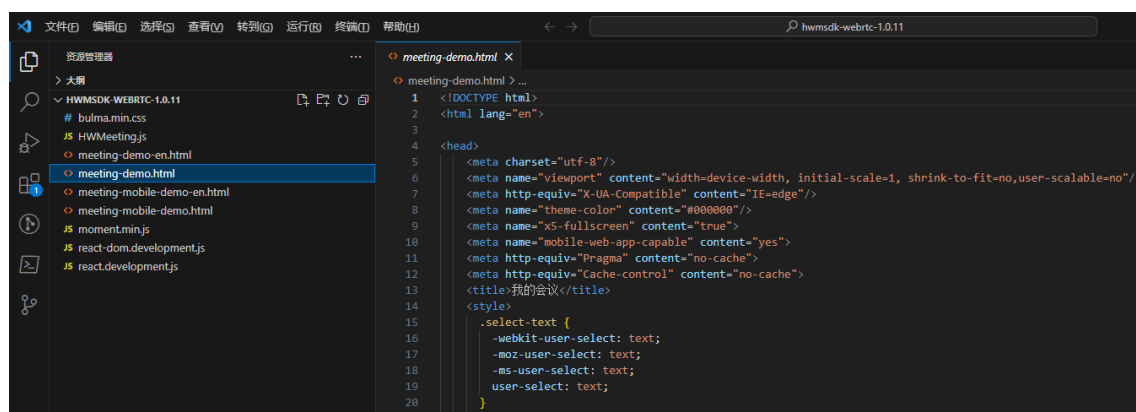 文件(F) 编辑(E) 选择(S) 查看(V) 转到(G) 运行(R) 终端(T) 帮助(H) hwmsdk-webrtc-1.0.11
资源管理器 ···
大纲
HWMSDK-WEBRTC-1.0.11
# bulma.min.css
JS HWMeeting.js
<> meeting-demo-en.html
<> meeting-demo.html
<> meeting-mobile-demo-en.html
<> meeting-mobile-demo.html
JS moment.min.js
JS react-dom.development.js
JS react.development.js
1
<> meeting-demo.html ×
<> meeting-demo.html > ...
1 <!DOCTYPE html>
2 <html lang="en">
3
4 <head>
5 <meta charset="utf-8"/>
6 <meta name="viewport" content="width=device-width, initial-scale=1, shrink-to-fit=no,user-scalable=no"/
7 <meta http-equiv="X-UA-Compatible" content="IE=edge"/>
8 <meta name="theme-color" content="#000000"/>
9 <meta name="x5-fullscreen" content="true">
10 <meta name="mobile-web-app-capable" content="yes">
11 <meta http-equiv="Pragma" content="no-cache">
12 <meta http-equiv="Cache-control" content="no-cache">
13 <title>我的会议</title>
14 <style>
15 .select-text {
16 -webkit-user-select: text;
17 -moz-user-select: text;
18 -ms-user-select: text;
19 user-select: text;
20 }